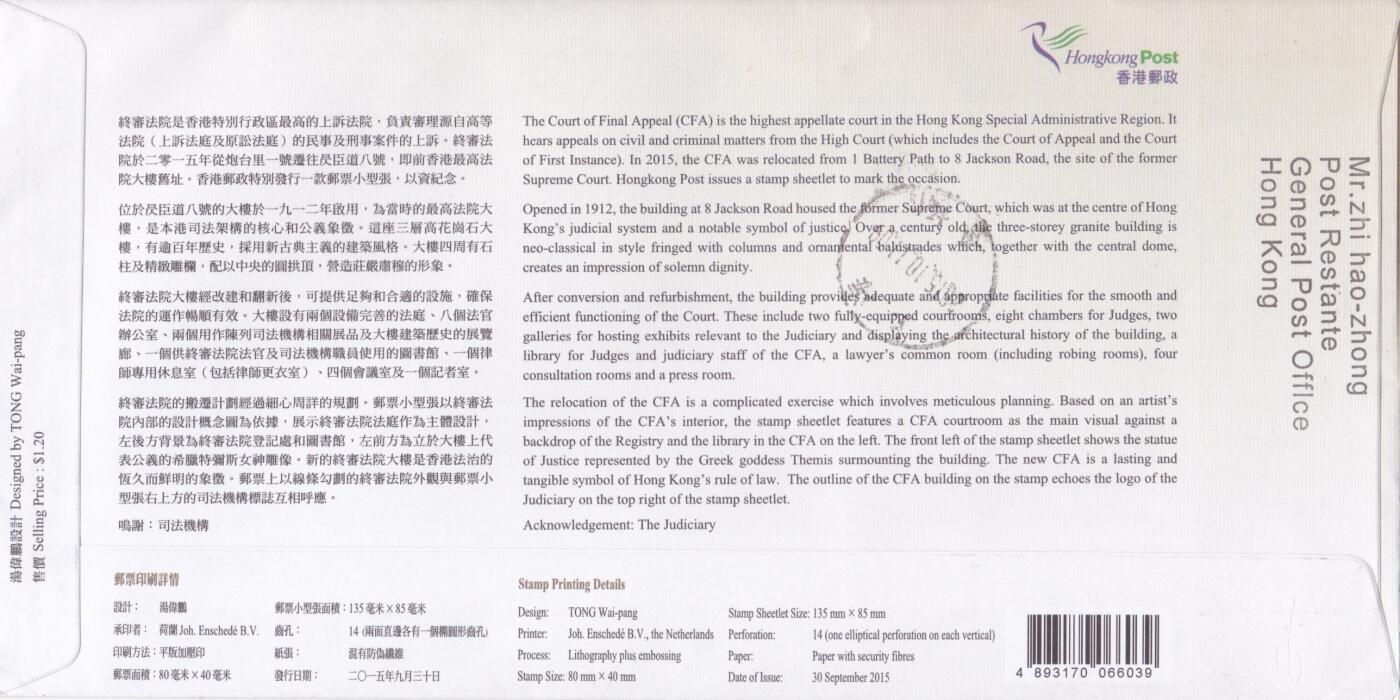 Hongkong Post
香港郵政
終審法院是香港特別行政區最高的上訴法院，負責審理源自高等
法院（上訴法庭及原訟法庭）的民事及刑事案件的上訴。終審法
院於二零一五年從炮台里一號遷往昃臣道八號，即前香港最高法
院大樓舊址。香港郵政特別發行一款郵票小型張，以資紀念。
位於昃臣道八號的大樓於一九一二年啟用，為當時的最高法院大
樓，是本港司法架構的核心和公義象徵。這座三層高花崗石大
樓，有逾百年歷史，採用新古典主義的建築風格。大樓四周有石
柱及精緻雕欄，配以中央的圓拱頂，營造莊嚴肅穆的形象。
終審法院大樓經改建和翻新後，可提供足夠和合適的設施，確保
法院的運作暢順有效。大樓設有兩個設備完善的法庭、八個法官
辦公室、兩個用作陳列司法機構相關展品及大樓建築歷史的展覽
廊、一個供終審法院法官及司法機構職員使用的圖書館、一個律
師專用休息室（包括律師更衣室）、四個會議室及一個記者室。
終審法院的搬遷計劃經過細心周詳的規劃。郵票小型張以終審法
院內部的設計概念圖為依據，展示終審法院法庭作為主體設計，
左後方背景為終審法院登記處和圖書館，左前方為立於大樓上代
表公義的希臘特彌斯女神雕像。新的終審法院大樓是香港法治的
恆久而鮮明的象徵。郵票上以線條勾劃的終審法院外觀與郵票小
型張右上方的司法機構標誌互相呼應。
鳴謝：司法機構
The Court of Final Appeal (CFA) is the highest appellate court in the Hong Kong Special Administrative Region. It
hears appeals on civil and criminal matters from the High Court (which includes the Court of Appeal and the Court
of First Instance). In 2015, the CFA was relocated from 1 Battery Path to 8 Jackson Road, the site of the former
Supreme Court. Hongkong Post issues a stamp sheetlet to mark the occasion.
Opened in 1912, the building at 8 Jackson Road housed the former Supreme Court, which was at the centre of Hong
Kong's judicial system and a notable symbol of justice. Over a century old, the three-storey granite building is
neo-classical in style fringed with columns and ornamental balustrades which, together with the central dome,
creates an impression of solemn dignity.
After conversion and refurbishment, the building provides adequate and appropriate facilities for the smooth and
efficient functioning of the Court. These include two fully-equipped courtrooms, eight chambers for Judges, two
galleries for hosting exhibits relevant to the Judiciary and displaying the architectural history of the building, a
library for Judges and judiciary staff of the CFA, a lawyer's common room (including robing rooms), four
consultation rooms and a press room.
The relocation of the CFA is a complicated exercise which involves meticulous planning. Based on an artist's
impressions of the CFA's interior, the stamp sheetlet features a CFA courtroom as the main visual against a
backdrop of the Registry and the library in the CFA on the left. The front left of the stamp sheetlet shows the statue
of Justice represented by the Greek goddess Themis surmounting the building. The new CFA is a lasting and
tangible symbol of Hong Kong's rule of law. The outline of the CFA building on the stamp echoes the logo of the
Judiciary on the top right of the stamp sheetlet.
Acknowledgement: The Judiciary
Mr.zhi hao-zhong
Post Restante
General Post Office
Hong Kong
湯偉鵬設計 Designed by TONG Wai-pang
售價 Selling Price : $1.20
郵票印刷詳情
設計： 湯偉鵬 郵票小型張面積：135 毫米 × 85 毫米
承印者： 荷蘭 Joh. Enschedé B.V. 齒孔： 14 (兩面直邊各有一個橢圓形齒孔)
印刷方法：平版加壓印 紙張： 混有防偽纖維
郵票面積：80 毫米 × 40 毫米 發行日期： 二〇一五年九月三十日
Stamp Printing Details
Design: TONG Wai-pang Stamp Sheetlet Size: 135 mm × 85 mm
Printer: Joh. Enschedé B.V., the Netherlands Perforation: 14 (one elliptical perforation on each vertical)
Process: Lithography plus embossing Paper: Paper with security fibres
Stamp Size: 80 mm × 40 mm Date of Issue: 30 September 2015
4 893170 066039